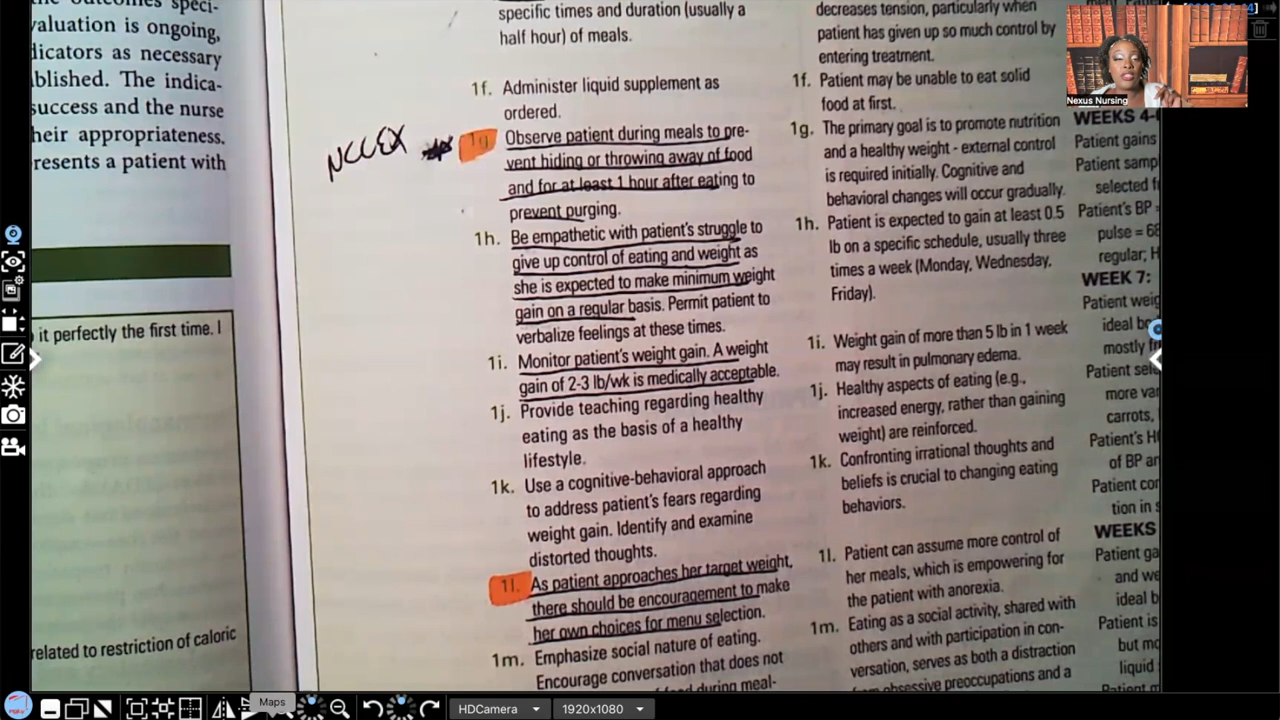 the outcomes speci-
valuation is ongoing,
dicators as necessary
blished. The indica-
success and the nurse
heir appropriateness.
resents a patient with
it perfectly the first time. I
related to restriction of caloric
NCLEX
specific times and duration (usually a
half hour) of meals.
1f. Administer liquid supplement as
ordered.
1g. Observe patient during meals to pre-
vent hiding or throwing away of food
and for at least 1 hour after eating to
prevent purging.
1h. Be empathetic with patient's struggle to
give up control of eating and weight as
she is expected to make minimum weight
gain on a regular basis. Permit patient to
verbalize feelings at these times.
1i. Monitor patient's weight gain. A weight
gain of 2-3 lb/wk is medically acceptable.
1j. Provide teaching regarding healthy
eating as the basis of a healthy
lifestyle.
1k. Use a cognitive-behavioral approach
to address patient's fears regarding
weight gain. Identify and examine
distorted thoughts.
1l. As patient approaches her target weight,
there should be encouragement to make
her own choices for menu selection.
1m. Emphasize social nature of eating.
Encourage conversation that does not
during meal-
decreases tension, particularly when
patient has given up so much control by
entering treatment.
1f. Patient may be unable to eat solid
food at first.
1g. The primary goal is to promote nutrition
and a healthy weight - external control
is required initially. Cognitive and
behavioral changes will occur gradually.
1h. Patient is expected to gain at least 0.5
lb on a specific schedule, usually three
times a week (Monday, Wednesday,
Friday).
1i. Weight gain of more than 5 lb in 1 week
may result in pulmonary edema.
1j. Healthy aspects of eating (e.g.,
increased energy, rather than gaining
weight) are reinforced.
1k. Confronting irrational thoughts and
beliefs is crucial to changing eating
behaviors.
1l. Patient can assume more control of
her meals, which is empowering for
the patient with anorexia.
1m. Eating as a social activity, shared with
others and with participation in con-
versation, serves as both a distraction
from obsessive preoccupations and a
WEEKS 4-
Patient gains
Patient samp
selected f
Patient's BP =
pulse = 68
regular; H
WEEK 7:
Patient weig
ideal b
mostly fr
Patient sele
more var
carrots,
Patient's H
of BP an
Patient con
tion in s
WEEKS
Patient ga
and we
ideal b
Patient is
but mo
liquid
Patient m
Nexus Nursing
Maps
HDCamera
1920x1080